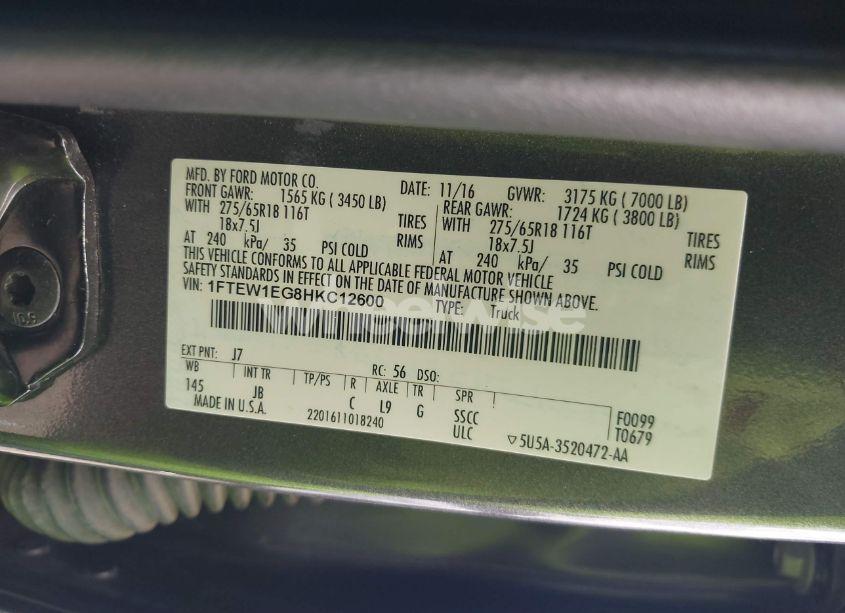 MFD. BY FORD MOTOR CO. DATE: 11/16 GVWR: 3175 KG ( 7000 LB)
FRONT GAWR: 1565 KG ( 3450 LB) REAR GAWR: 1724 KG ( 3800 LB)
WITH 275/65R18 116T TIRES WITH 275/65R18 116T TIRES
18x7.5J RIMS 18x7.5J RIMS
AT 240 kPa/ 35 PSI COLD AT 240 kPa/ 35 PSI COLD
THIS VEHICLE CONFORMS TO ALL APPLICABLE FEDERAL MOTOR VEHICLE
SAFETY STANDARDS IN EFFECT ON THE DATE OF MANUFACTURE SHOWN ABOVE.
VIN: 1FTEW1EG8HKC12600 TYPE: Truck
EXT PNT: J7 RC: 56 DSO:
WB INT TR TP/PS R AXLE TR SPR
145 JB C L9 G SSCC F0099
MADE IN U.S.A. 2201611018240 ULC T0679
▽5U5A-3520472-AA
10.9